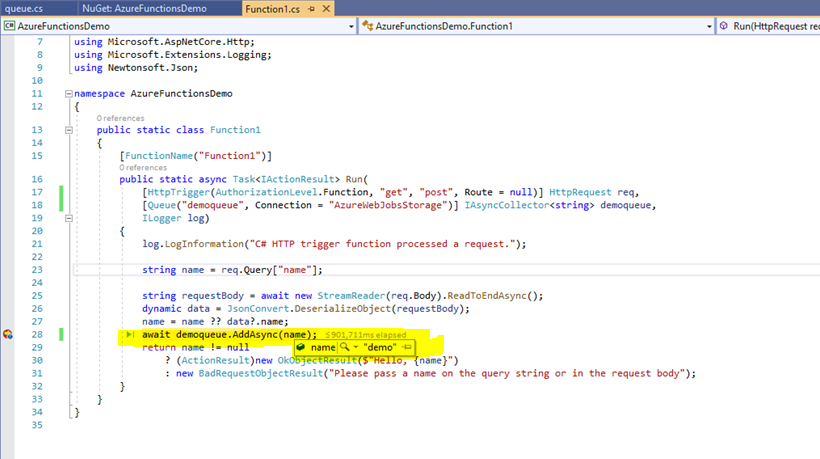 queue.cs NuGet: AzureFunctionsDemo Function1.cs
AzureFunctionsDemo AzureFunctionsDemo.Function1 Run(HttpRequest req
7 using Microsoft.AspNetCore.Http;
8 using Microsoft.Extensions.Logging;
9 using Newtonsoft.Json;
10
11 namespace AzureFunctionsDemo
12 {
0 references
13 public static class Function1
14 {
15 [FunctionName("Function1")]
0 references
16 public static async Task<IActionResult> Run(
17 [HttpTrigger(AuthorizationLevel.Function, "get", "post", Route = null)] HttpRequest req,
18 [Queue("demoqueue", Connection = "AzureWebJobsStorage")] IAsyncCollector<string> demoqueue,
19 ILogger log)
20 {
21 log.LogInformation("C# HTTP trigger function processed a request.");
22
23 string name = req.Query["name"];
24
25 string requestBody = await new StreamReader(req.Body).ReadToEndAsync();
26 dynamic data = JsonConvert.DeserializeObject(requestBody);
27 name = name ?? data?.name;
28 await demoqueue.AddAsync(name); ≤901,711ms elapsed
29 return name != null name "demo"
30 ? (ActionResult)new OkObjectResult($"Hello, {name}")
31 : new BadRequestObjectResult("Please pass a name on the query string or in the request body");
32 }
33 }
34 }
35